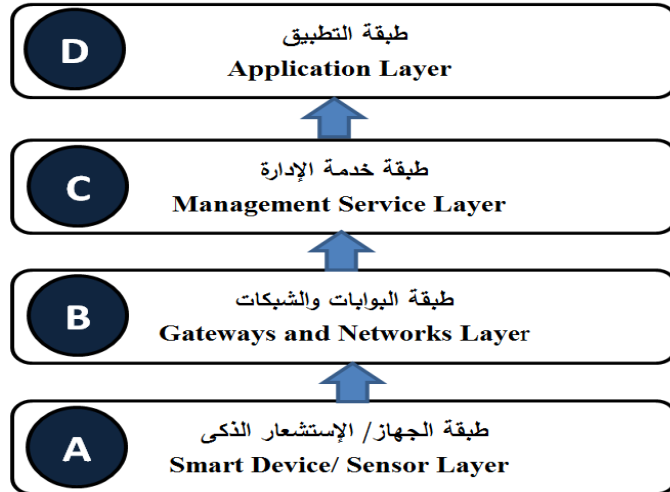 D
طبقة التطبيق
Application Layer
C
طبقة خدمة الإدارة
Management Service Layer
B
طبقة البوابات والشبكات
Gateways and Networks Layer
A
طبقة الجهاز/ الإستشعار الذكى
Smart Device/ Sensor Layer